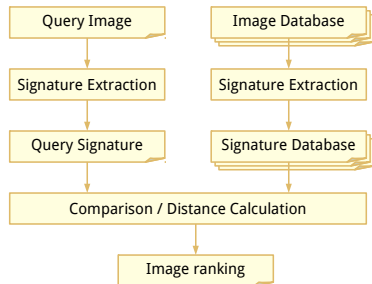 Query Image
Image Database
Signature Extraction
Signature Extraction
Query Signature
Signature Database
Comparison / Distance Calculation
Image ranking